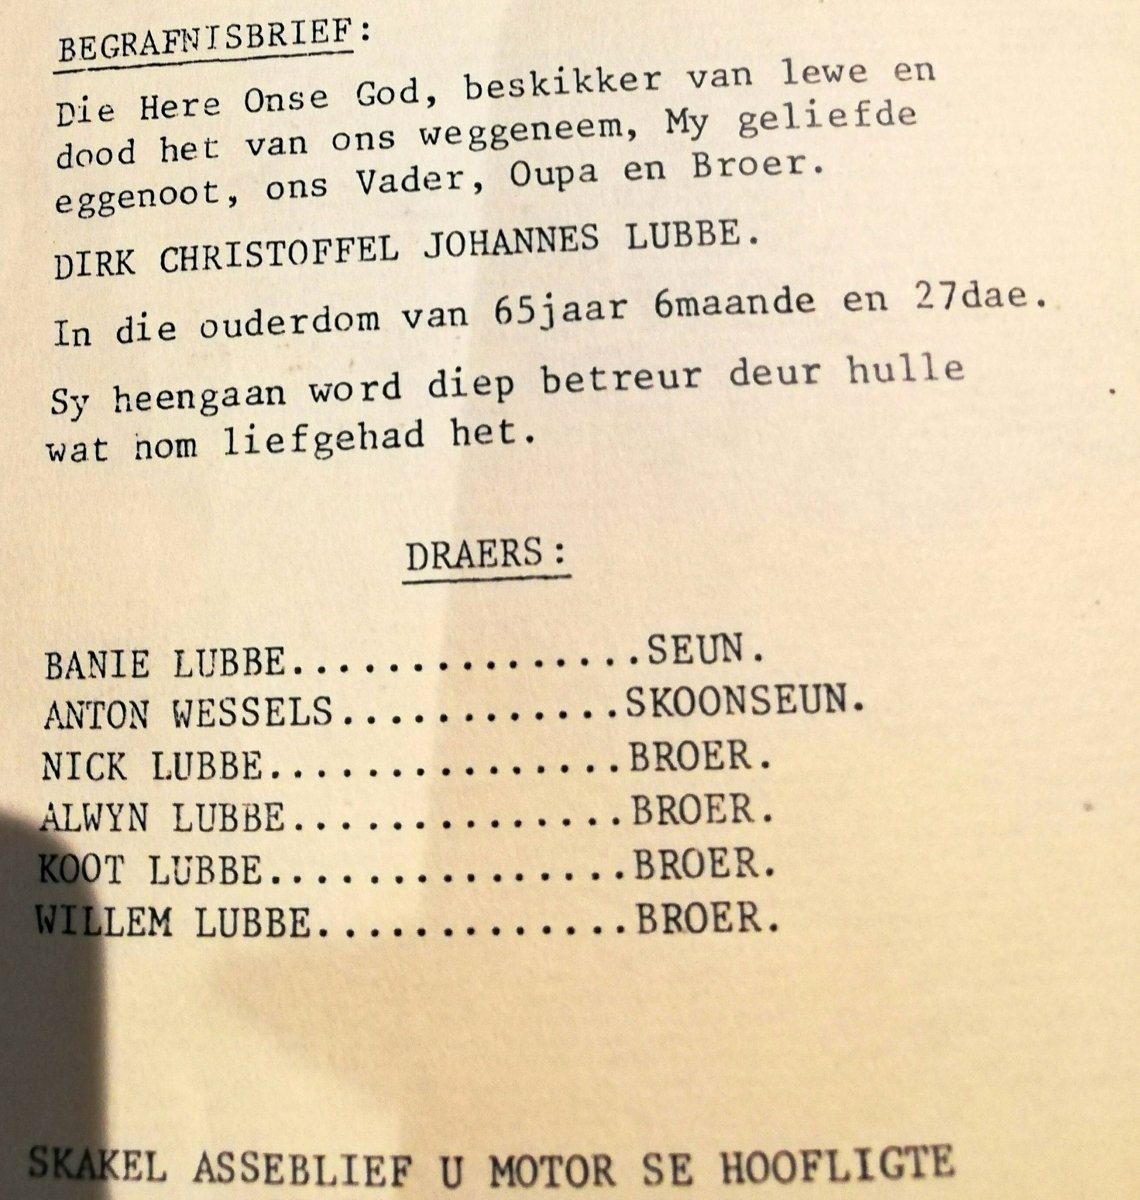 BEGRAFNISBRIEF:
Die Here Onse God, beskikker van lewe en
dood het van ons weggeneem, My geliefde
eggenoot, ons Vader, Oupa en Broer.
DIRK CHRISTOFFEL JOHANNES LUBBE.
In die ouderdom van 65jaar 6maande en 27dae.
Sy heengaan word diep betreur deur hulle
wat hom liefgehad het.
DRAERS:
BANIE LUBBE...............SEUN.
ANTON WESSELS............SKOONSEUN.
NICK LUBBE...............BROER.
ALWYN LUBBE..............BROER.
KOOT LUBBE...............BROER.
WILLEM LUBBE.............BROER.
SKAKEL ASSEBLIEF U MOTOR SE HOOFLIGTE